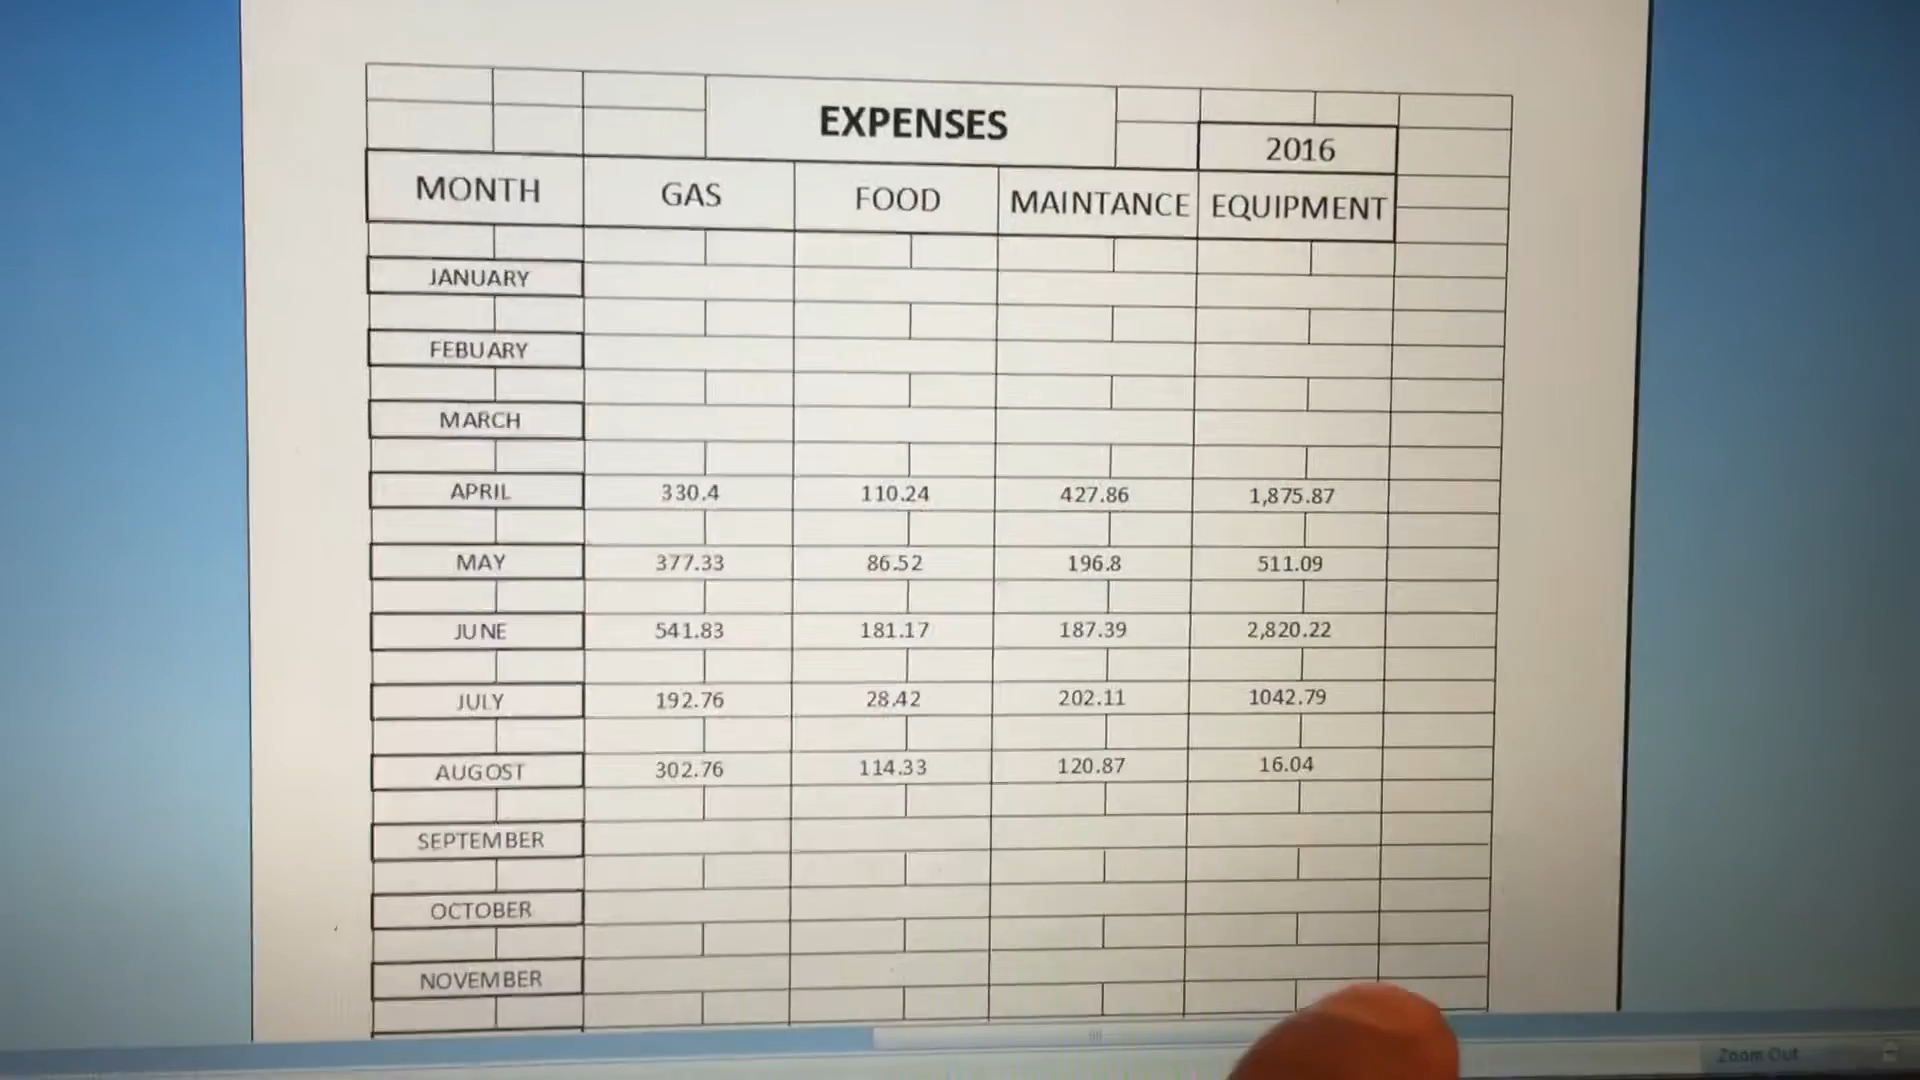 EXPENSES
2016
MONTH GAS FOOD MAINTANCE EQUIPMENT
JANUARY
FEBUARY
MARCH
APRIL 330.4 110.24 427.86 1,875.87
MAY 377.33 86.52 196.8 511.09
JUNE 541.83 181.17 187.39 2,820.22
JULY 192.76 28.42 202.11 1042.79
AUGOST 302.76 114.33 120.87 16.04
SEPTEMBER
OCTOBER
NOVEMBER
Zoom Out